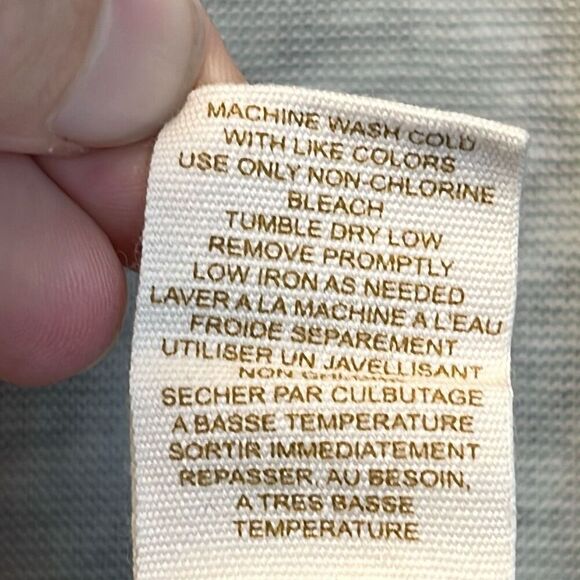 MACHINE WASH COLD
WITH LIKE COLORS
USE ONLY NON-CHLORINE
BLEACH
TUMBLE DRY LOW
REMOVE PROMPTLY
LOW IRON AS NEEDED
LAVER A LA MACHINE A L'EAU
FROIDE SEPAREMENT
UTILISER UN JAVELLISANT
NON
SECHER PAR CULBUTAGE
A BASSE TEMPERATURE
SORTIR IMMEDIATEMENT
REPASSER, AU BESOIN,
A TRES BASSE
TEMPERATURE